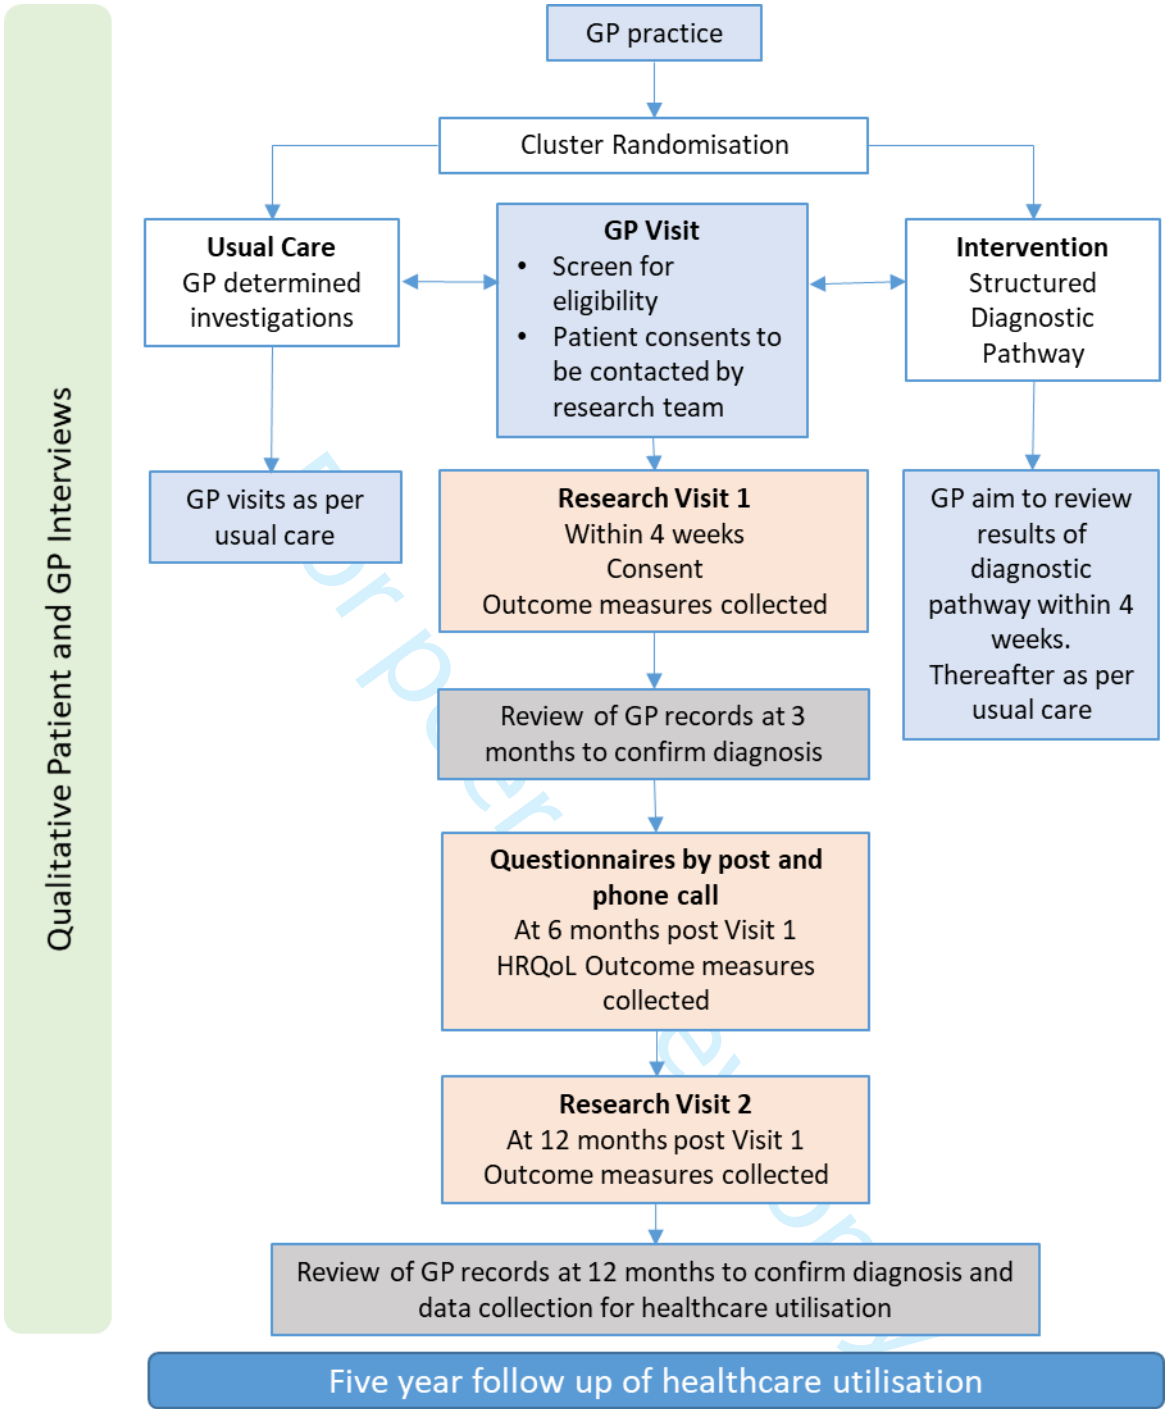 GP practice
Cluster Randomisation
Usual Care
GP determined
investigations
GP Visit
• Screen for
eligibility
• Patient consents to
be contacted by
research team
Intervention
Structured
Diagnostic
Pathway
GP visits as per
usual care
Research Visit 1
Within 4 weeks
Consent
Outcome measures collected
GP aim to review
results of
diagnostic
pathway within 4
weeks.
Thereafter as per
usual care
Review of GP records at 3
months to confirm diagnosis
Questionnaires by post and
phone call
At 6 months post Visit 1
HRQoL Outcome measures
collected
Research Visit 2
At 12 months post Visit 1
Outcome measures collected
Review of GP records at 12 months to confirm diagnosis and
data collection for healthcare utilisation
Five year follow up of healthcare utilisation
Qualitative Patient and GP Interviews